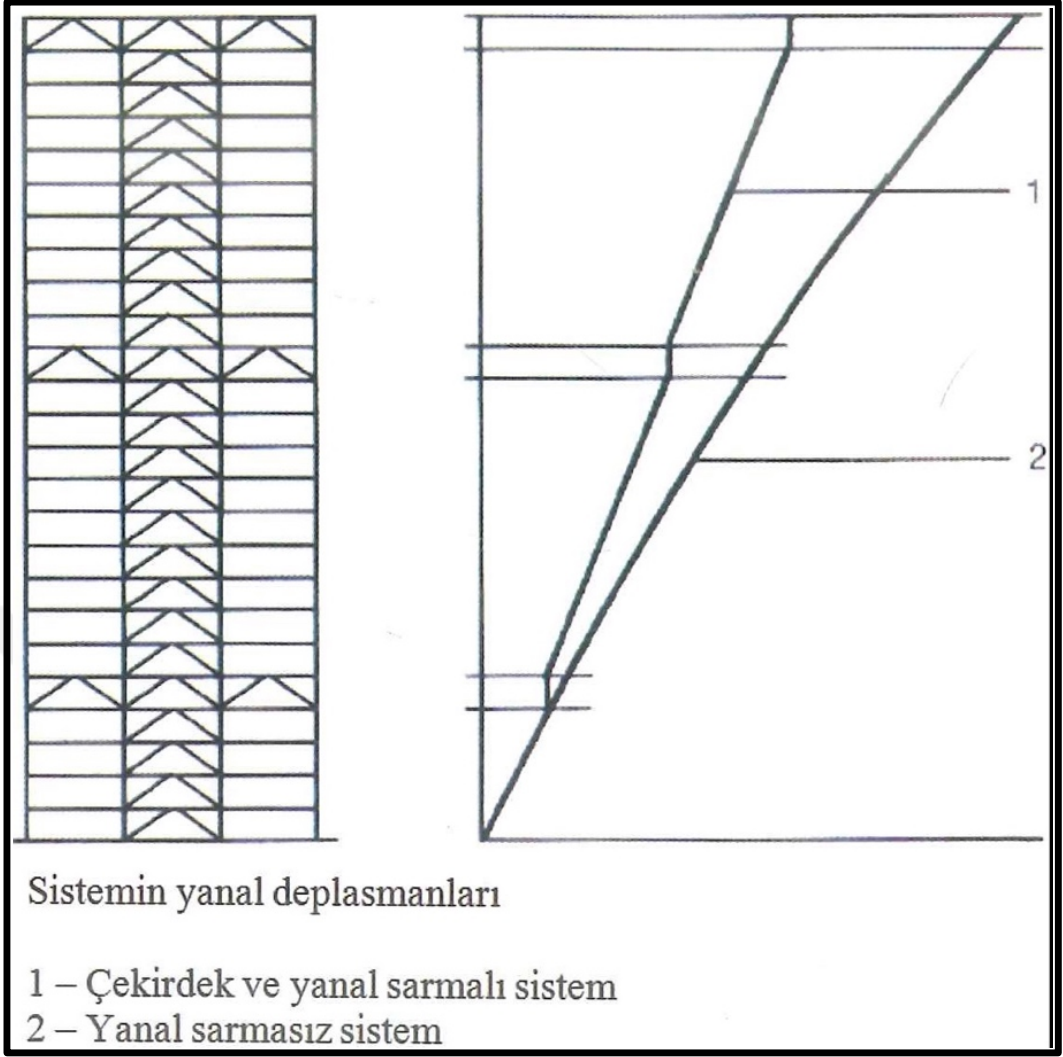 1
2
Sistemin yanal deplasmanları
1 – Çekirdek ve yanal sarmalı sistem
2 – Yanal sarmasız sistem